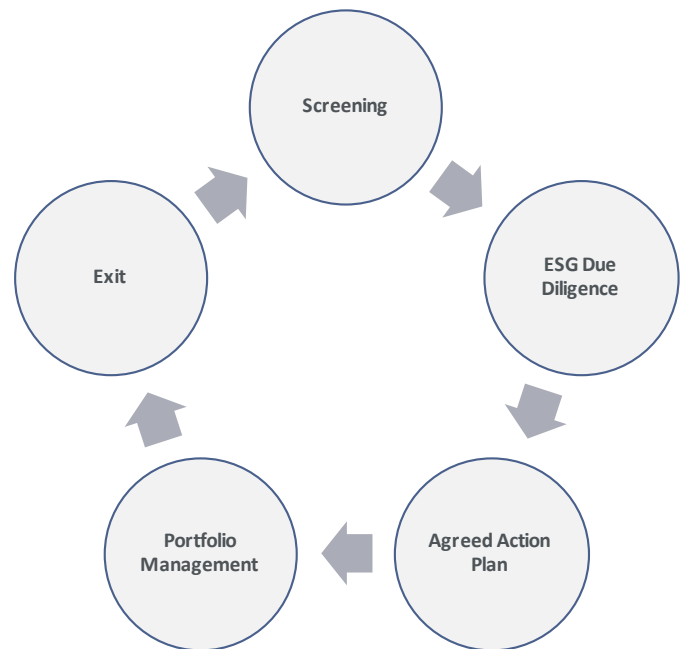 Screening
ESG Due
Diligence
Agreed Action
Plan
Portfolio
Management
Exit